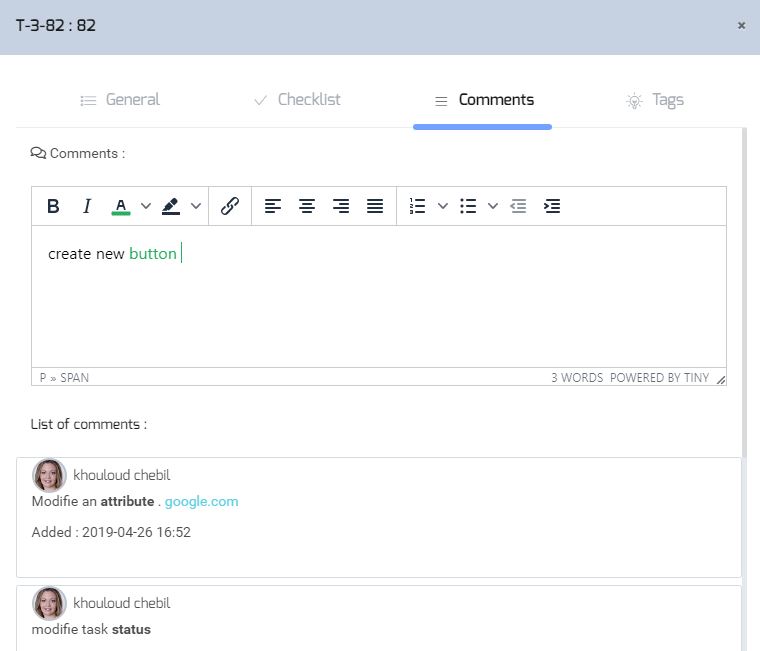 T-3-82 : 82
×
General
Checklist
Comments
Tags
Comments :
B I A
create new button
P » SPAN
3 WORDS POWERED BY TINY
List of comments :
khouloud chebil
Modifie an attribute . google.com
Added : 2019-04-26 16:52
khouloud chebil
modifie task status